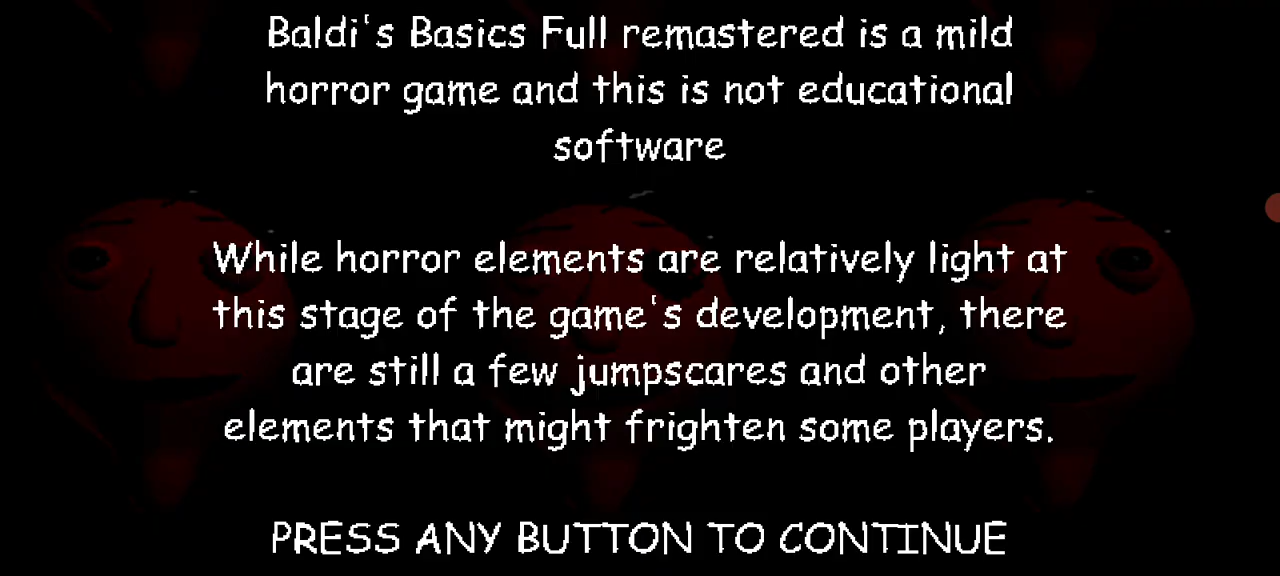 Baldi's Basics Full remastered is a mild
horror game and this is not educational
software
While horror elements are relatively light at
this stage of the game's development, there
are still a few jumpscares and other
elements that might frighten some players.
PRESS ANY BUTTON TO CONTINUE